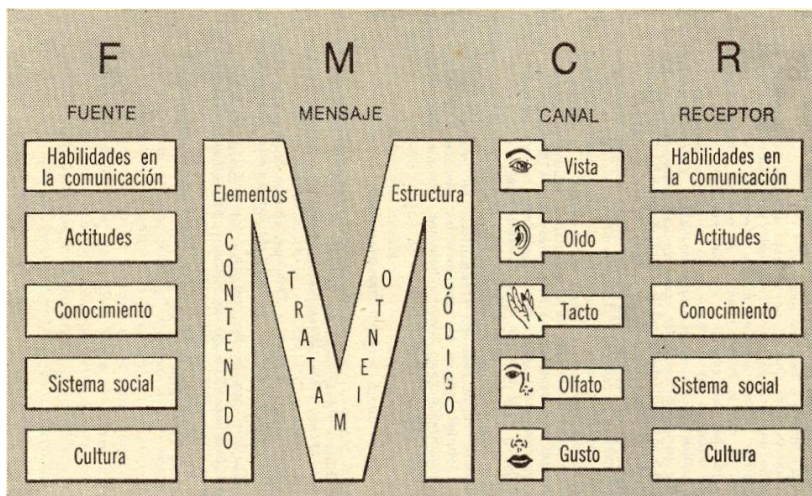 F
M
C
R
FUENTE
MENSAJE
CANAL
RECEPTOR
Habilidades en
la comunicación
Actitudes
Conocimiento
Sistema social
Cultura
Elementos
Estructura
CONTENIDO
TRATAMIENTO
CÓDIGO
Vista
Oído
Tacto
Olfato
Gusto
Habilidades en
la comunicación
Actitudes
Conocimiento
Sistema social
Cultura